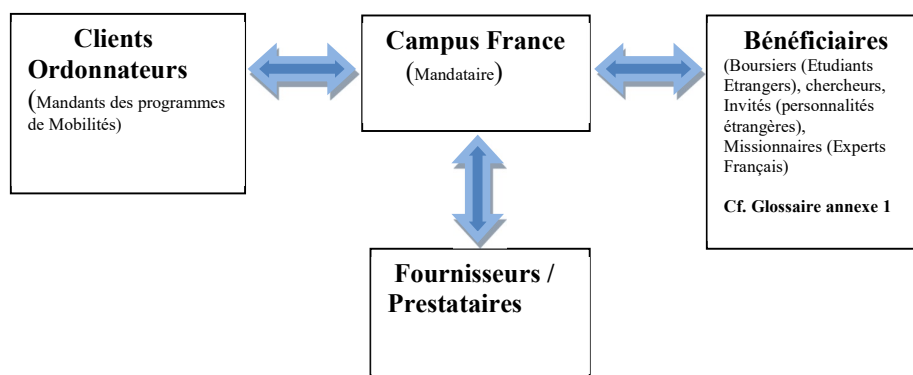 Clients
Ordonnateurs
(Mandants des programmes
de Mobilités)
Campus France
(Mandataire)
Bénéficiaires
(Boursiers (Etudiants
Etrangers), chercheurs,
Invités (personnalités
étrangères),
Missionnaires (Experts
Français)
Cf. Glossaire annexe 1
Fournisseurs /
Prestataires